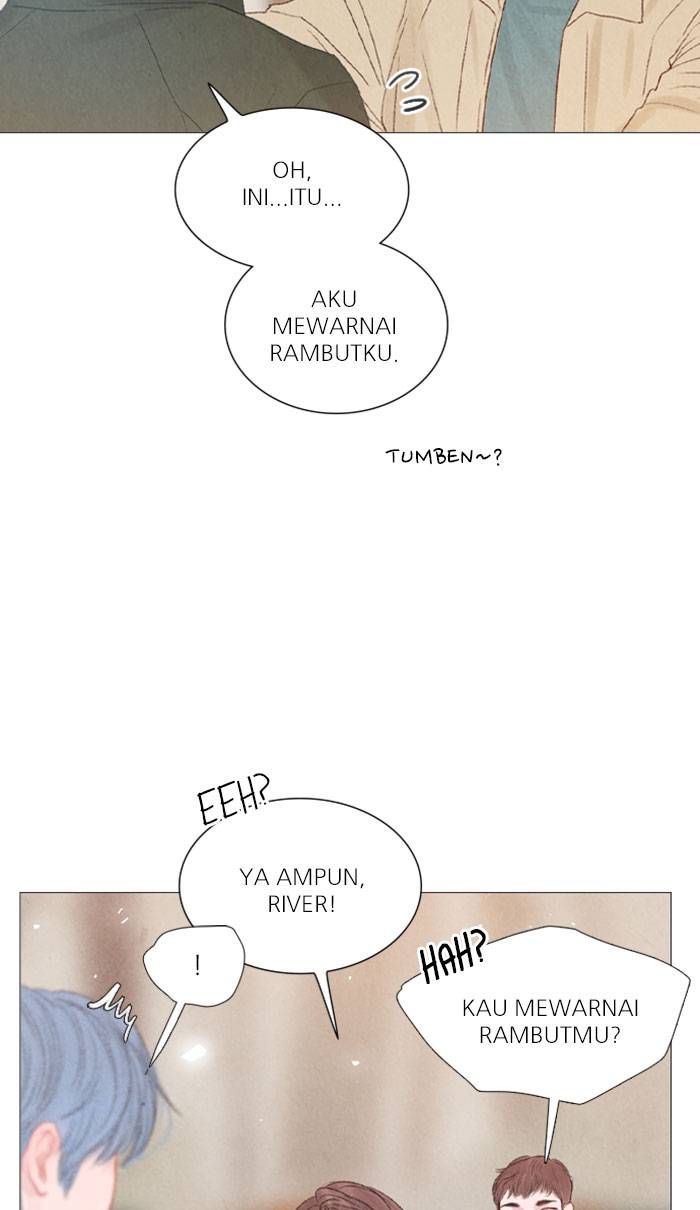 OH,
INI...ITU...
AKU
MEWARNAI
RAMBUTKU.
TUMBEN~?
EEH?
YA AMPUN,
RIVER!
!
HAH?
KAU MEWARNAI
RAMBUTMU?